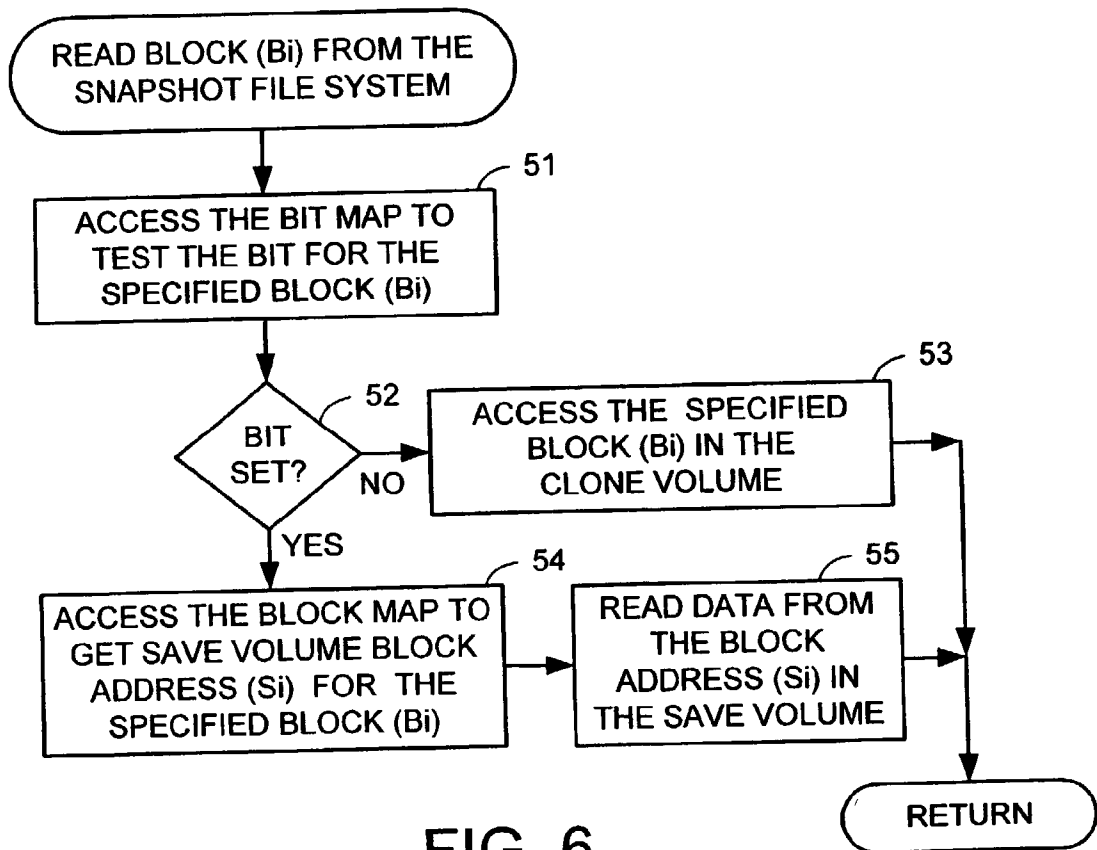 READ BLOCK (Bi) FROM THE
SNAPSHOT FILE SYSTEM
51
ACCESS THE BIT MAP TO
TEST THE BIT FOR THE
SPECIFIED BLOCK (Bi)
52
BIT
SET?
NO
YES
53
ACCESS THE SPECIFIED
BLOCK (Bi) IN THE
CLONE VOLUME
54
ACCESS THE BLOCK MAP TO
GET SAVE VOLUME BLOCK
ADDRESS (Si) FOR THE
SPECIFIED BLOCK (Bi)
55
READ DATA FROM
THE BLOCK
ADDRESS (Si) IN
THE SAVE VOLUME
RETURN
FIG. 6